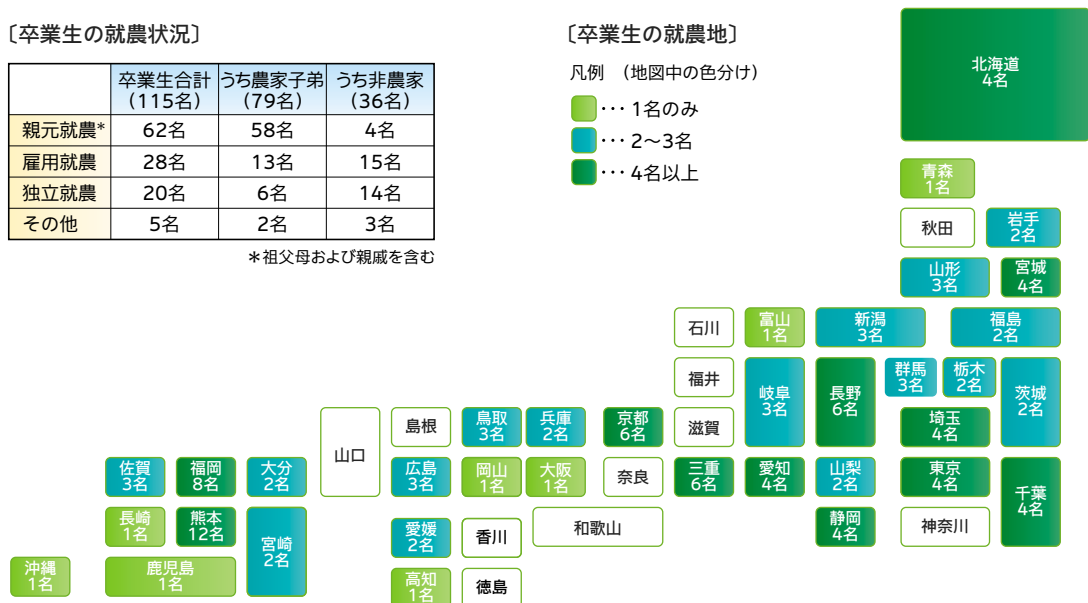 〔卒業生の就農状況〕
卒業生合計 うち農家子弟 うち非農家
(115名) (79名) (36名)
親元就農* 62名 58名 4名
雇用就農 28名 13名 15名
独立就農 20名 6名 14名
その他 5名 2名 3名
*祖父母および親戚を含む
〔卒業生の就農地〕
凡例 (地図中の色分け)
･･･ 1名のみ
･･･ 2〜3名
･･･ 4名以上
北海道
4名
青森
1名
秋田
岩手
2名
山形
3名
宮城
4名
石川
富山
1名
新潟
3名
福島
2名
福井
岐阜
3名
長野
6名
群馬
3名
栃木
2名
茨城
2名
山口
島根
鳥取
3名
兵庫
2名
京都
6名
滋賀
埼玉
4名
佐賀
3名
福岡
8名
大分
2名
広島
3名
岡山
1名
大阪
1名
奈良
三重
6名
愛知
4名
山梨
2名
東京
4名
千葉
4名
長崎
1名
熊本
12名
宮崎
2名
愛媛
2名
香川
和歌山
静岡
4名
神奈川
沖縄
1名
鹿児島
1名
高知
1名
徳島